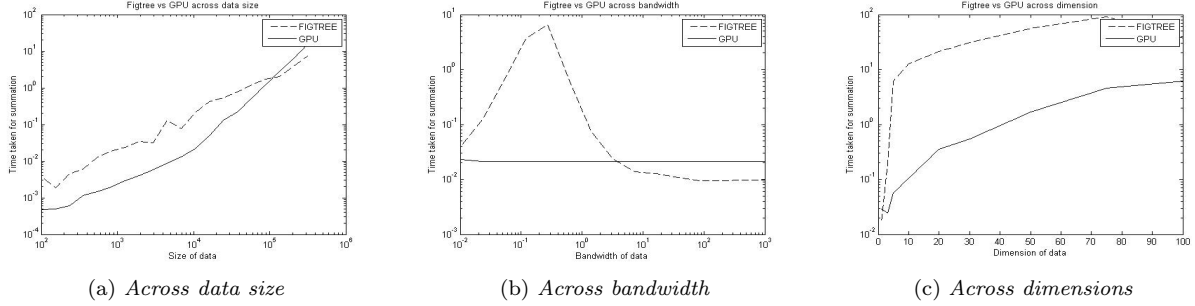 Figtree vs GPU across data size
FIGTREE
GPU
Time taken for summation
10^2
10^1
10^0
10^-1
10^-2
10^-3
10^-4
10^2
10^3
10^4
10^5
10^6
Size of data
(a) Across data size
Figtree vs GPU across bandwidth
FIGTREE
GPU
Time taken for summation
10^1
10^0
10^-1
10^-2
10^-3
10^-2
10^-1
10^0
10^1
10^2
10^3
Bandwidth of data
(b) Across bandwidth
Figtree vs GPU across dimension
FIGTREE
GPU
Time taken for summation
10^2
10^1
10^0
10^-1
10^-2
0 10 20 30 40 50 60 70 80 90 100
Dimension of data
(c) Across dimensions